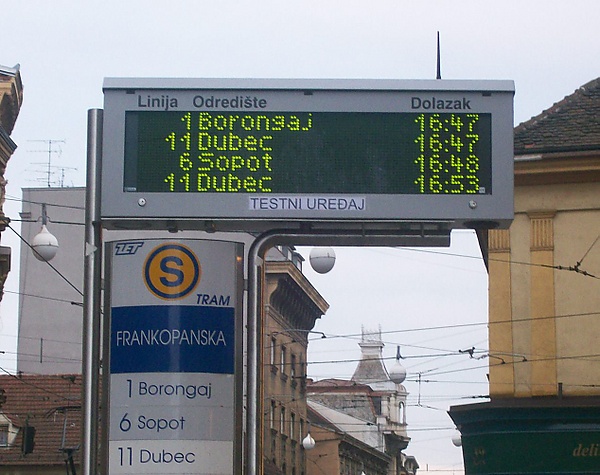 Linija Odredište Dolazak
1 Borongaj 16:47
11 Dubec 16:47
6 Sopot 16:48
11 Dubec 16:53
TESTNI UREĐAJ
ZET
S
TRAM
FRANKOPANSKA
1 Borongaj
6 Sopot
11 Dubec
deli